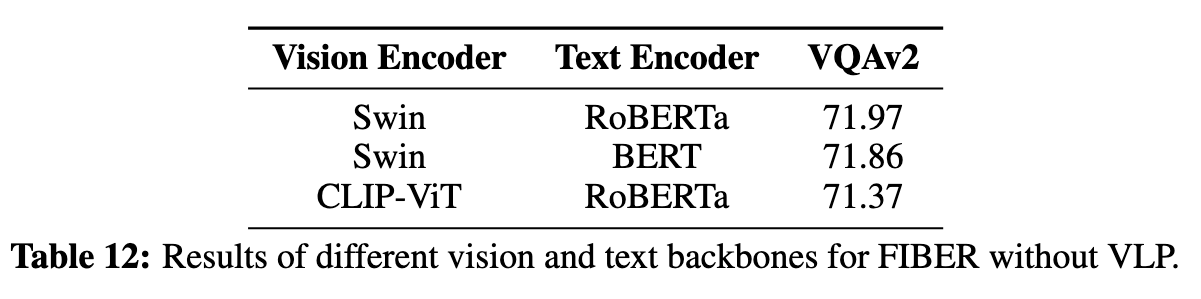 Vision Encoder Text Encoder VQAv2
Swin RoBERTa 71.97
Swin BERT 71.86
CLIP-ViT RoBERTa 71.37
Table 12: Results of different vision and text backbones for FIBER without VLP.